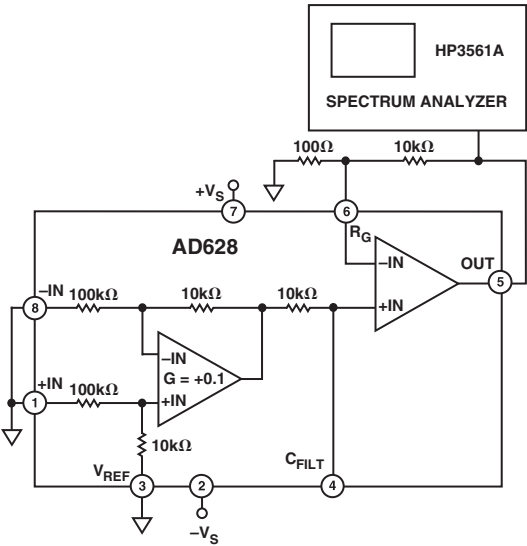 HP3561A
SPECTRUM ANALYZER
100Ω
10kΩ
+VS
7
6
RG
AD628
–IN
OUT
5
–IN
8
100kΩ
10kΩ
10kΩ
+IN
–IN
G = +0.1
+IN
1
100kΩ
+IN
10kΩ
VREF
CFILT
3
2
4
–VS